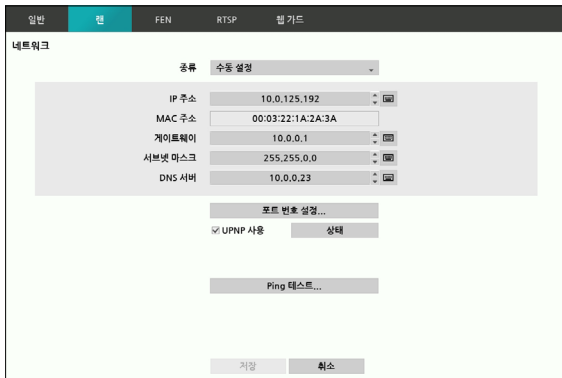 일반 랜 FEN RTSP 웹 가드
네트워크
종류 수동 설정
IP 주소 10.0.125.192
MAC 주소 00:03:22:1A:2A:3A
게이트웨이 10.0.0.1
서브넷 마스크 255.255.0.0
DNS 서버 10.0.0.23
포트 번호 설정...
UPNP 사용 상태
Ping 테스트...
저장 취소